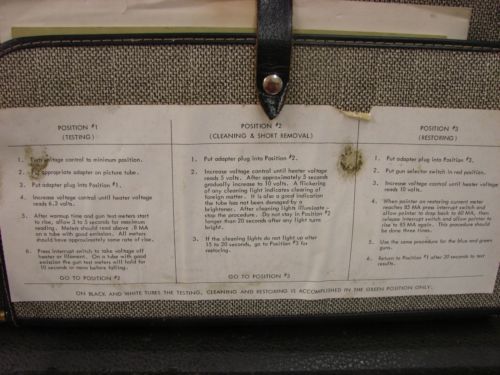 POSITION #1
(TESTING)
1. Turn voltage control to minimum position.
2. Put appropriate adapter on picture tube.
3. Put adapter plug into Position #1.
4. Increase voltage control until heater voltage
reads 6.3 volts.
5. After warmup time and gun test meters start
to rise, allow 3 to 5 seconds for maximum
reading. Meters should read above .8 MA
on a tube with good emission. All meters
should have approximately same rate of rise.
Press interrupt switch to take voltage off
heater or filament. On a tube with good
emission the gun test meters will hold for
10 seconds or more before falling.
GO TO POSITION #2
POSITION #2
(CLEANING & SHORT REMOVAL)
1. Put adapter plug into Position #2.
2. Increase voltage control until heater voltage
reads 5 volts. After approximately 5 seconds
gradually increase to 10 volts. A flickering
of any cleaning light indicates clearing of
foreign matter. It is also a good indication
the tube has not been damaged by a
brightener. After cleaning lights illuminate -
stop the procedure. Do not stay in Position #2
longer than 20 seconds after any light turns
bright.
3. If the cleaning lights do not light up after
15 to 20 seconds, go to Position #3 for
restoring.
GO TO POSITION #3
POSITION #3
(RESTORING)
1. Put adapter plug into Position #3.
2. Put gun selector switch in red position.
3. Increase voltage control until heater voltage
reads 10 volts.
4. When pointer on restoring current meter
reaches 85 MA press interrupt switch and
allow pointer to drop back to 40 MA, then
release interrupt switch and allow pointer to
rise to 85 MA again. This procedure should
be done three times.
5. Use the same procedure for the blue and green
guns.
6. Return to Position #1 after 20 seconds to test
results.
ON BLACK AND WHITE TUBES THE TESTING, CLEANING AND RESTORING IS ACCOMPLISHED IN THE GREEN POSITION ONLY.